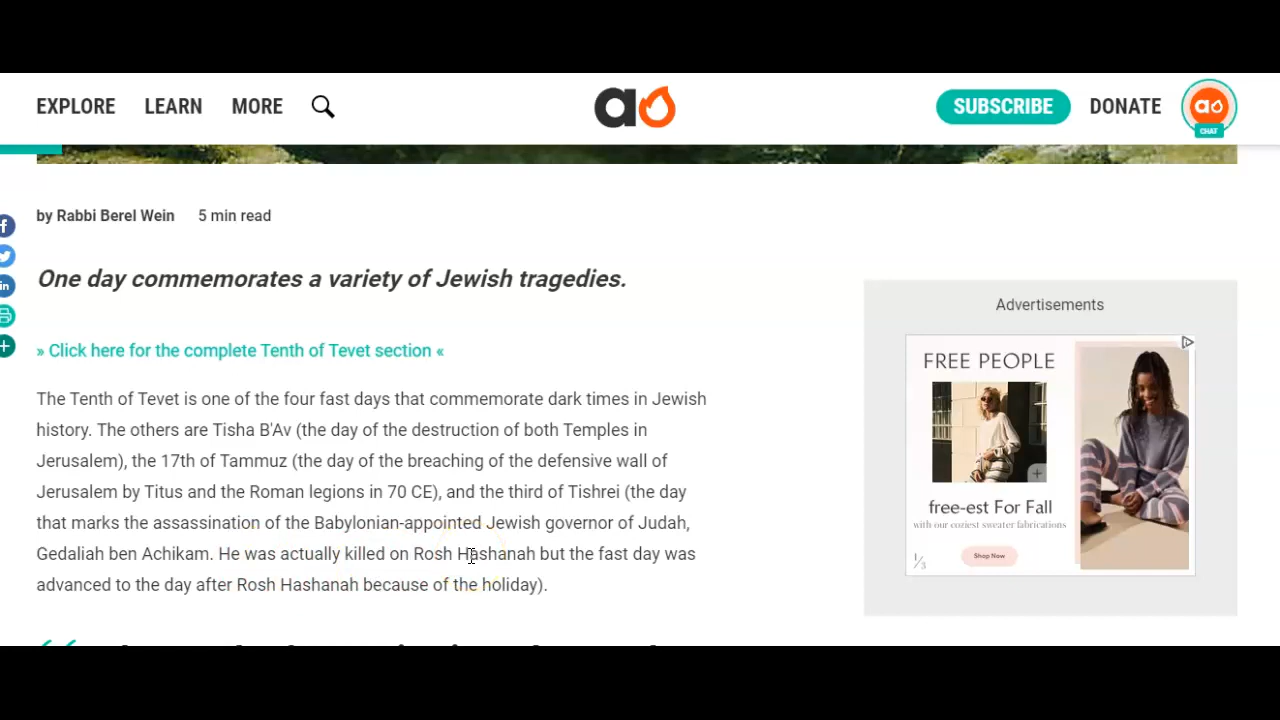 EXPLORE LEARN MORE ao SUBSCRIBE DONATE ao
CHAT
by Rabbi Berel Wein 5 min read
One day commemorates a variety of Jewish tragedies.
» Click here for the complete Tenth of Tevet section «
The Tenth of Tevet is one of the four fast days that commemorate dark times in Jewish
history. The others are Tisha B'Av (the day of the destruction of both Temples in
Jerusalem), the 17th of Tammuz (the day of the breaching of the defensive wall of
Jerusalem by Titus and the Roman legions in 70 CE), and the third of Tishrei (the day
that marks the assassination of the Babylonian-appointed Jewish governor of Judah,
Gedaliah ben Achikam. He was actually killed on Rosh Hashanah but the fast day was
advanced to the day after Rosh Hashanah because of the holiday).
Advertisements
FREE PEOPLE
free-est For Fall
with our coziest sweater fabrications
1/3
Shop Now